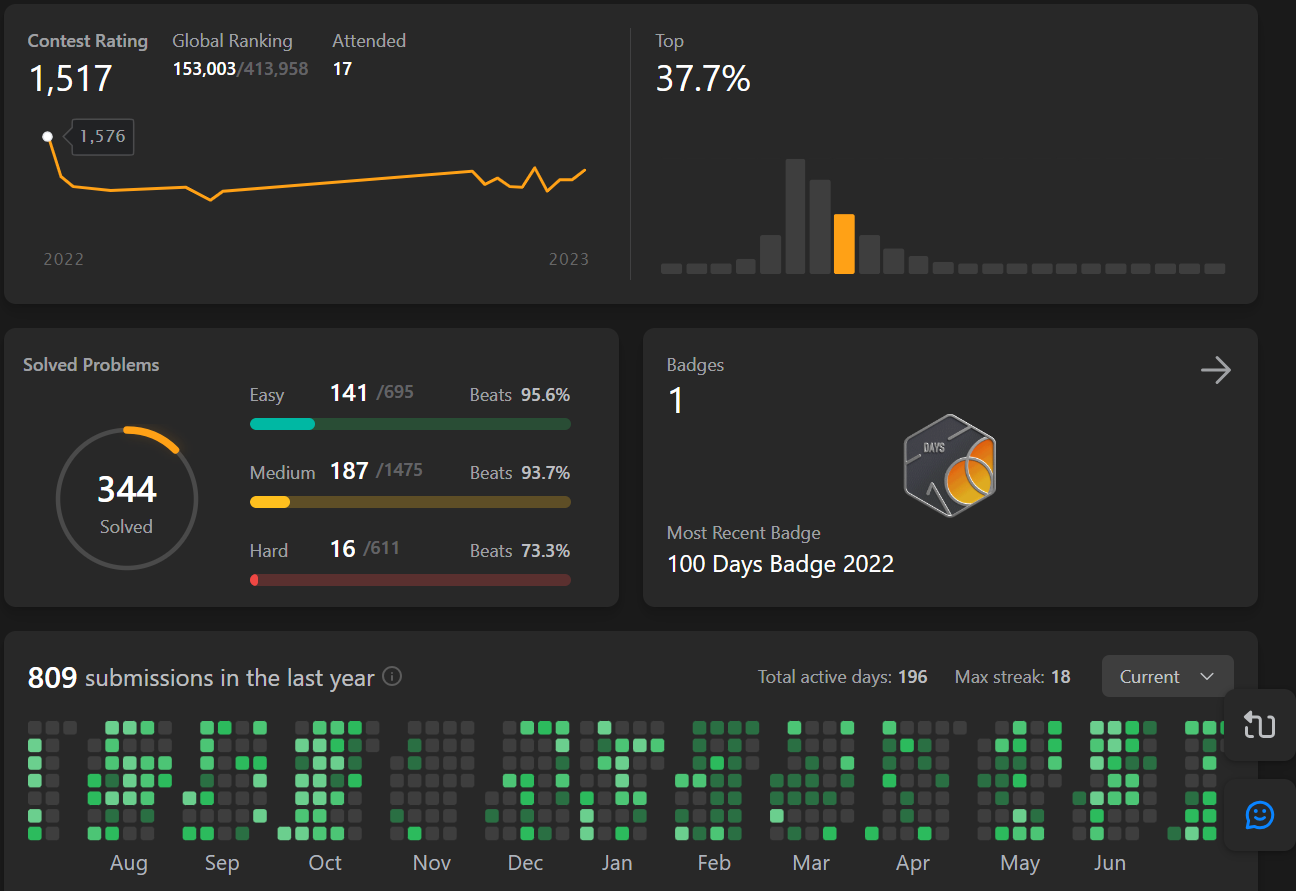 Contest Rating Global Ranking Attended
1,517 153,003/413,958 17
1,576
2022 2023
Top
37.7%
Solved Problems
344
Solved
Easy 141 /695 Beats 95.6%
Medium 187 /1475 Beats 93.7%
Hard 16 /611 Beats 73.3%
Badges
1
DAYS
Most Recent Badge
100 Days Badge 2022
809 submissions in the last year
Total active days: 196 Max streak: 18 Current
Aug Sep Oct Nov Dec Jan Feb Mar Apr May Jun